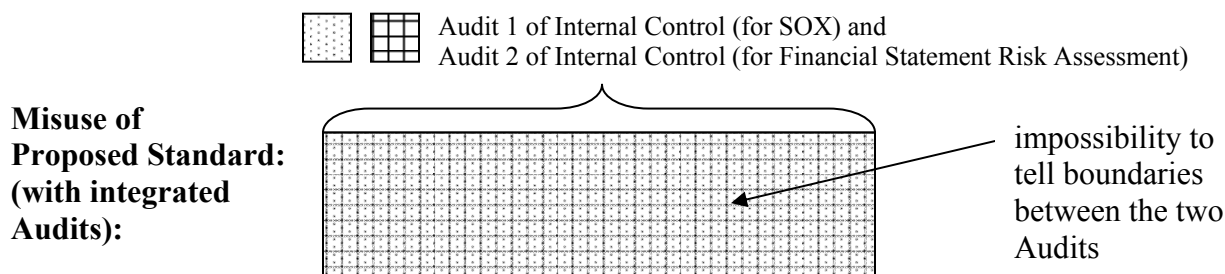 Audit 1 of Internal Control (for SOX) and
Audit 2 of Internal Control (for Financial Statement Risk Assessment)
Misuse of
Proposed Standard:
(with integrated
Audits):
impossibility to
tell boundaries
between the two
Audits